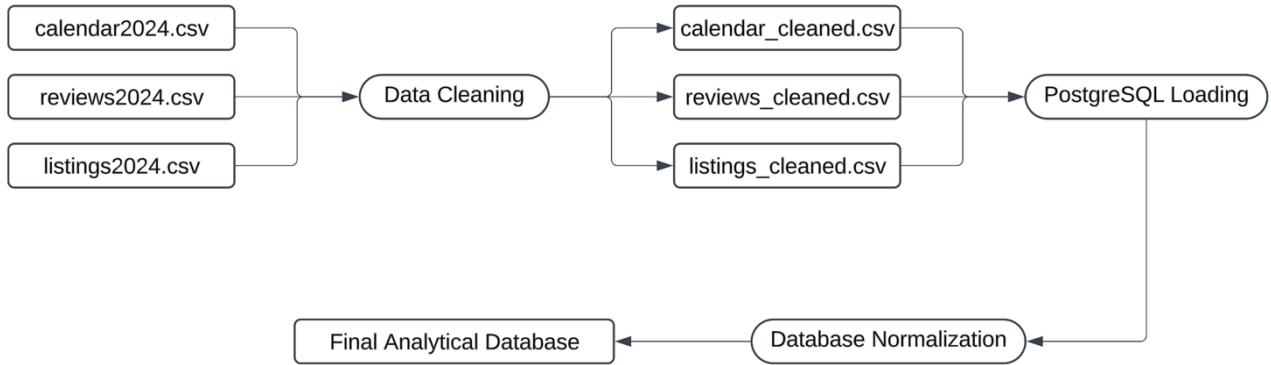 calendar2024.csv
reviews2024.csv
listings2024.csv
Data Cleaning
calendar_cleaned.csv
reviews_cleaned.csv
listings_cleaned.csv
PostgreSQL Loading
Database Normalization
Final Analytical Database